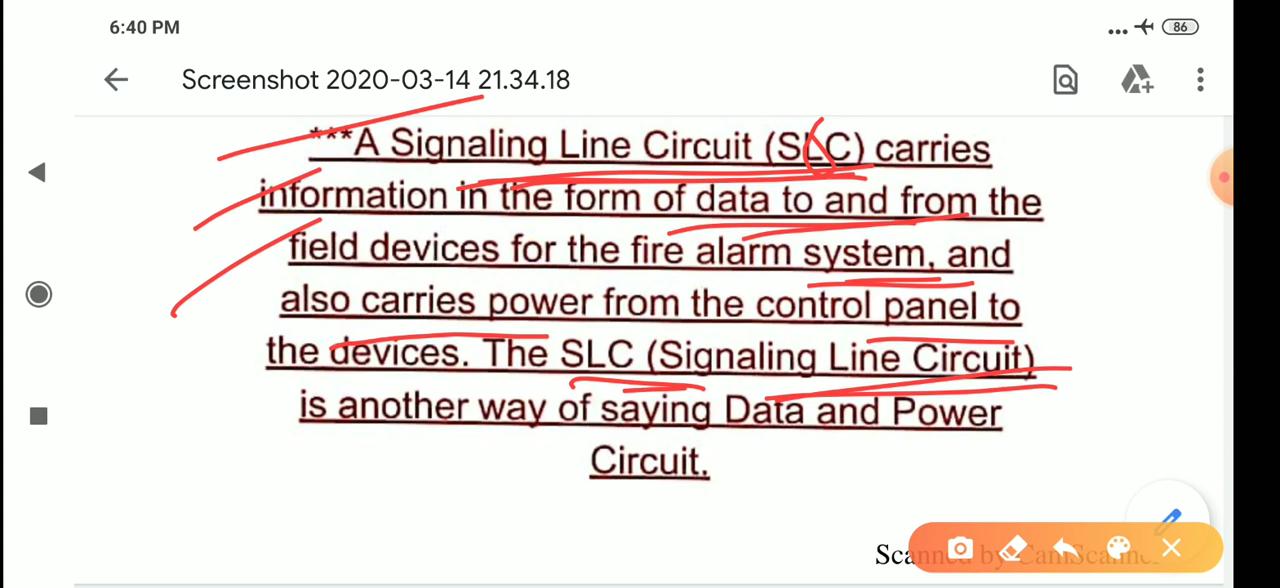 6:40 PM
86
Screenshot 2020-03-14 21.34.18
***A Signaling Line Circuit (SLC) carries
information in the form of data to and from the
field devices for the fire alarm system, and
also carries power from the control panel to
the devices. The SLC (Signaling Line Circuit)
is another way of saying Data and Power
Circuit.
Scanned by CamScanner